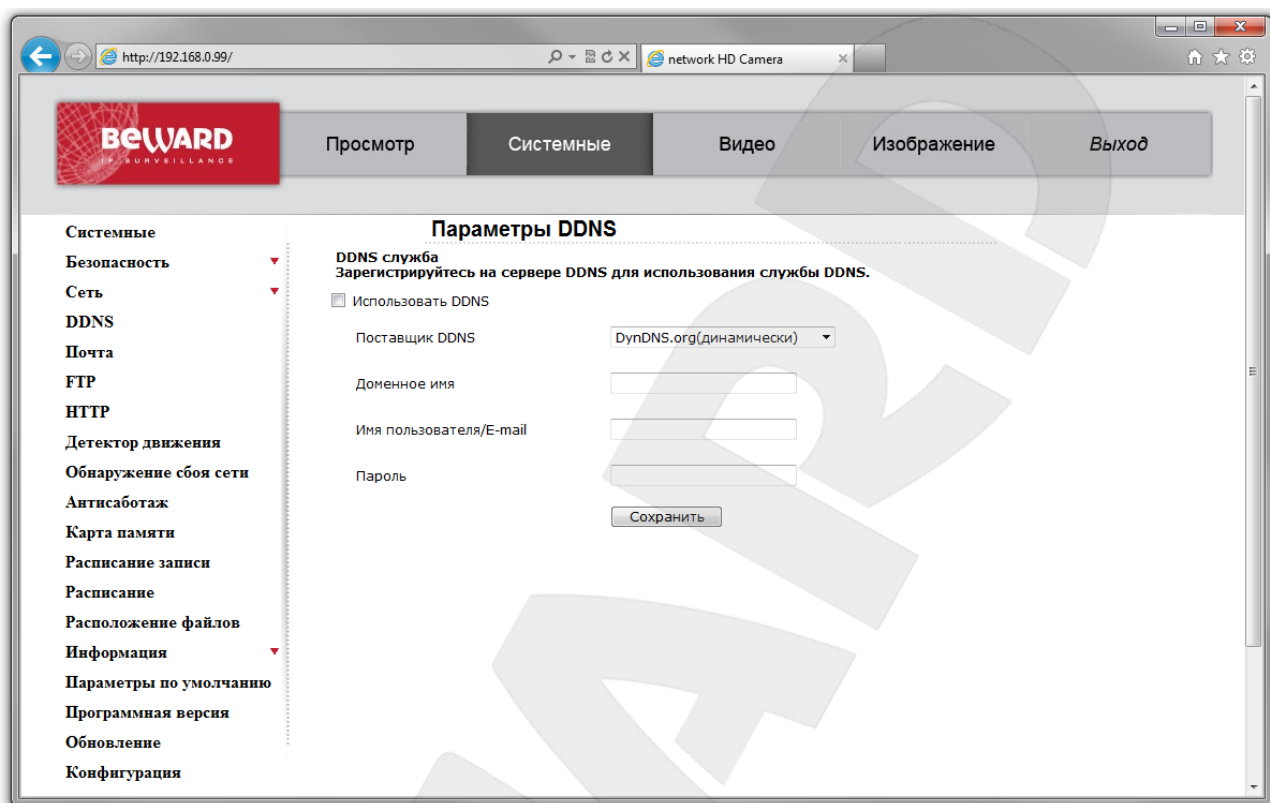 http://192.168.0.99/
network HD Camera
BEWARD
IP SURVEILLANCE
Просмотр
Системные
Видео
Изображение
Выход
Системные
Безопасность
Сеть
DDNS
Почта
FTP
HTTP
Детектор движения
Обнаружение сбоя сети
Антисаботаж
Карта памяти
Расписание записи
Расписание
Расположение файлов
Информация
Параметры по умолчанию
Программная версия
Обновление
Конфигурация
Параметры DDNS
DDNS служба
Зарегистрируйтесь на сервере DDNS для использования службы DDNS.
Использовать DDNS
Поставщик DDNS
DynDNS.org(динамически)
Доменное имя
Имя пользователя/E-mail
Пароль
Сохранить
ARD